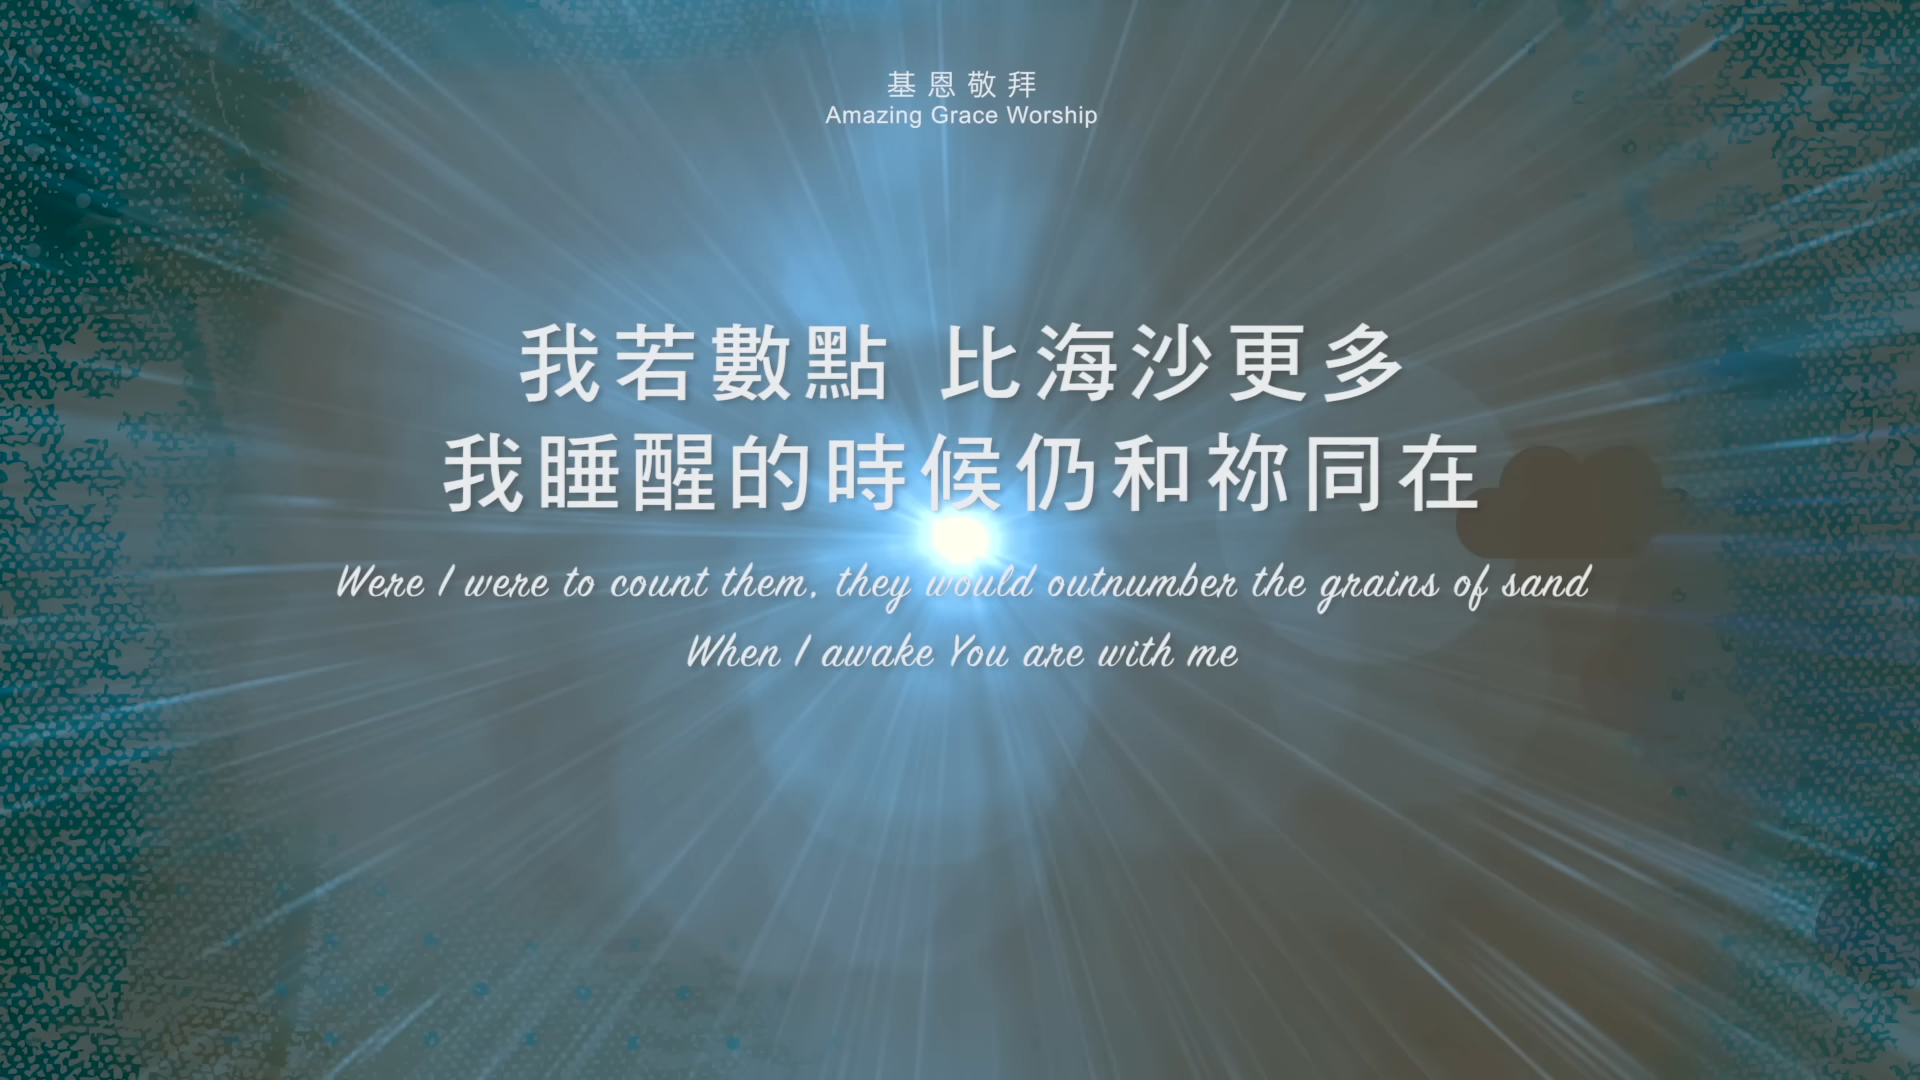 基恩敬拜
Amazing Grace Worship
我若數點 比海沙更多
我睡醒的時候仍和祢同在
Were I were to count them, they would outnumber the grains of sand
When I awake You are with me